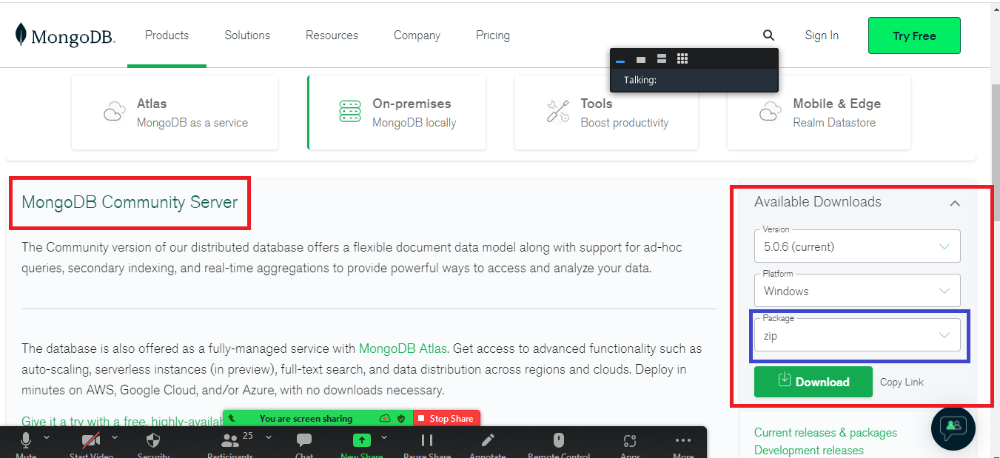 MongoDB.
Products Solutions Resources Company Pricing Sign In Try Free
Talking:
Atlas
MongoDB as a service
On-premises
MongoDB locally
Tools
Boost productivity
Mobile & Edge
Realm Datastore
MongoDB Community Server
The Community version of our distributed database offers a flexible document data model along with support for ad-hoc
queries, secondary indexing, and real-time aggregations to provide powerful ways to access and analyze your data.
The database is also offered as a fully-managed service with MongoDB Atlas. Get access to advanced functionality such as
auto-scaling, serverless instances (in preview), full-text search, and data distribution across regions and clouds. Deploy in
minutes on AWS, Google Cloud, and/or Azure, with no downloads necessary.
Give it a try with a free, highly-availab
Available Downloads
Version
5.0.6 (current)
Platform
Windows
Package
zip
Download Copy Link
Current releases & packages
Development releases
You are screen sharing Stop Share
25
Mute Start Video Security Participants Chat New Share Pause Share Annotate Remote Control Apps More